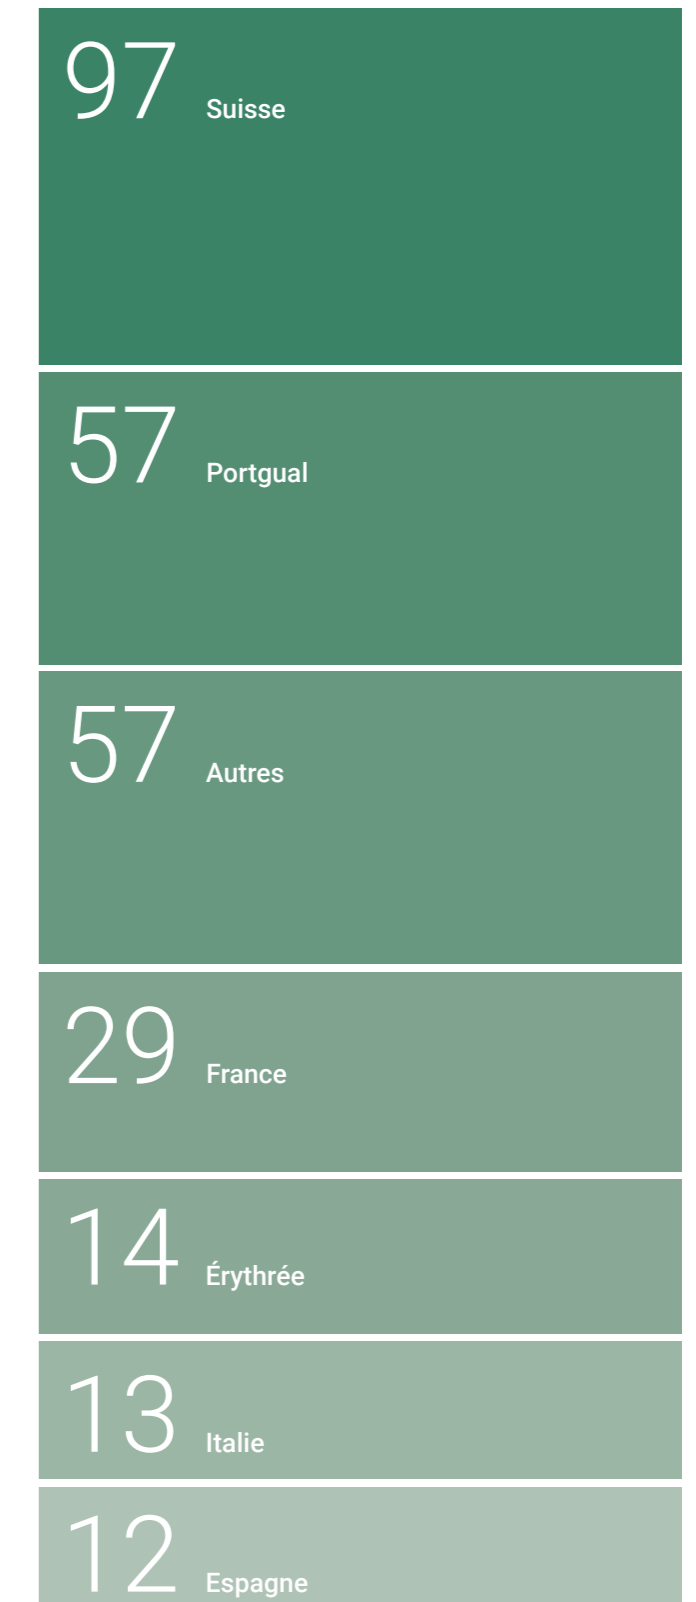 97 Suisse
57 Portgual
57 Autres
29 France
14 Érythrée
13 Italie
12 Espagne